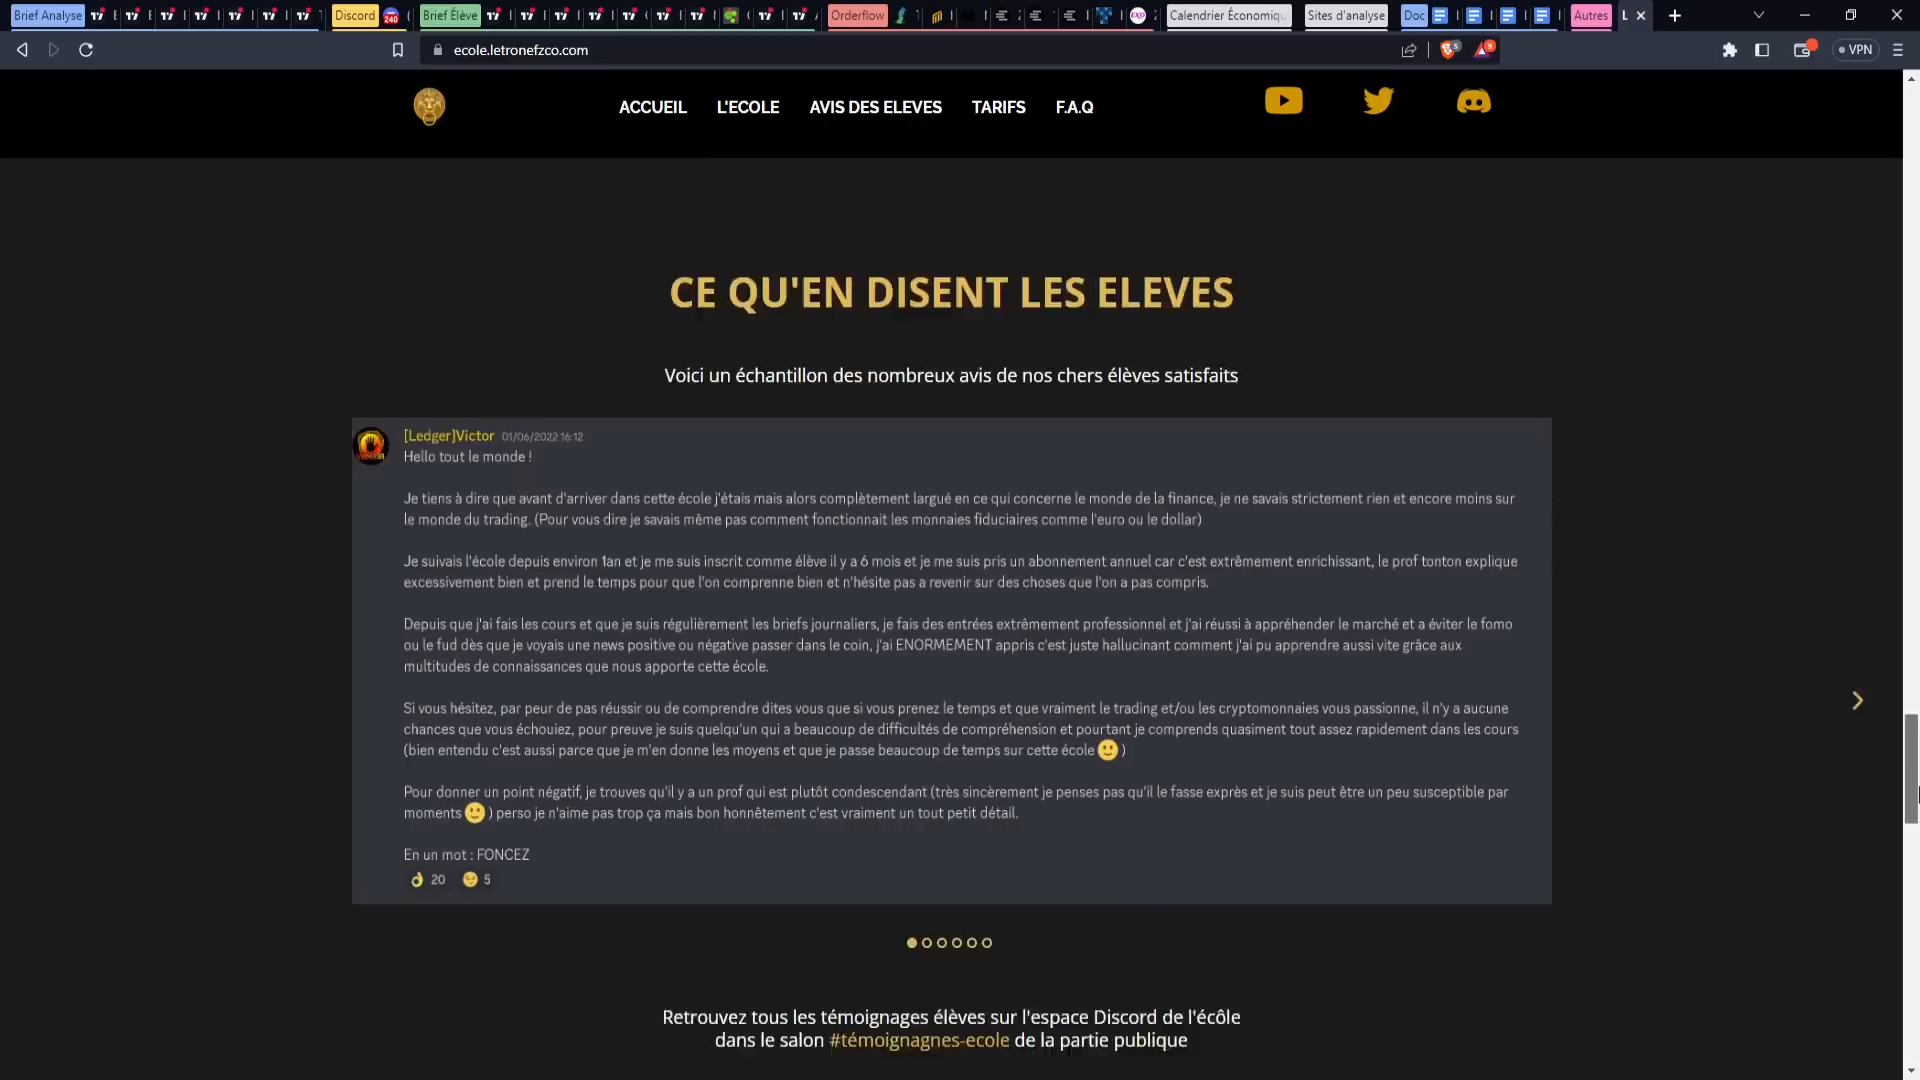 Brief Analyse
Discord
240
Brief Élève
Orderflow
Calendrier Économiqu
Sites d'analyse
Doc
Autres
L
ecole.letronefzco.com
5
9
VPN
ACCUEIL
L'ECOLE
AVIS DES ELEVES
TARIFS
F.A.Q
CE QU'EN DISENT LES ELEVES
Voici un échantillon des nombreux avis de nos chers élèves satisfaits
[Ledger]Victor 01/06/2022 16:12
Hello tout le monde !
Je tiens à dire que avant d'arriver dans cette école j'étais mais alors complètement largué en ce qui concerne le monde de la finance, je ne savais strictement rien et encore moins sur
le monde du trading. (Pour vous dire je savais même pas comment fonctionnait les monnaies fiduciaires comme l'euro ou le dollar)
Je suivais l'école depuis environ 1an et je me suis inscrit comme élève il y a 6 mois et je me suis pris un abonnement annuel car c'est extrêmement enrichissant, le prof tonton explique
excessivement bien et prend le temps pour que l'on comprenne bien et n'hésite pas a revenir sur des choses que l'on a pas compris.
Depuis que j'ai fais les cours et que je suis régulièrement les briefs journaliers, je fais des entrées extrêmement professionnel et j'ai réussi à appréhender le marché et a éviter le fomo
ou le fud dès que je voyais une news positive ou négative passer dans le coin, j'ai ENORMEMENT appris c'est juste hallucinant comment j'ai pu apprendre aussi vite grâce aux
multitudes de connaissances que nous apporte cette école.
Si vous hésitez, par peur de pas réussir ou de comprendre dites vous que si vous prenez le temps et que vraiment le trading et/ou les cryptomonnaies vous passionne, il n'y a aucune
chances que vous échouiez, pour preuve je suis quelqu'un qui a beaucoup de difficultés de compréhension et pourtant je comprends quasiment tout assez rapidement dans les cours
(bien entendu c'est aussi parce que je m'en donne les moyens et que je passe beaucoup de temps sur cette école 🙂 )
Pour donner un point négatif, je trouves qu'il y a un prof qui est plutôt condescendant (très sincèrement je penses pas qu'il le fasse exprès et je suis peut être un peu susceptible par
moments 🙂 ) perso je n'aime pas trop ça mais bon honnêtement c'est vraiment un tout petit détail.
En un mot : FONCEZ
👌 20 😏 5
Retrouvez tous les témoignages élèves sur l'espace Discord de l'écôle
dans le salon #témoignagnes-ecole de la partie publique